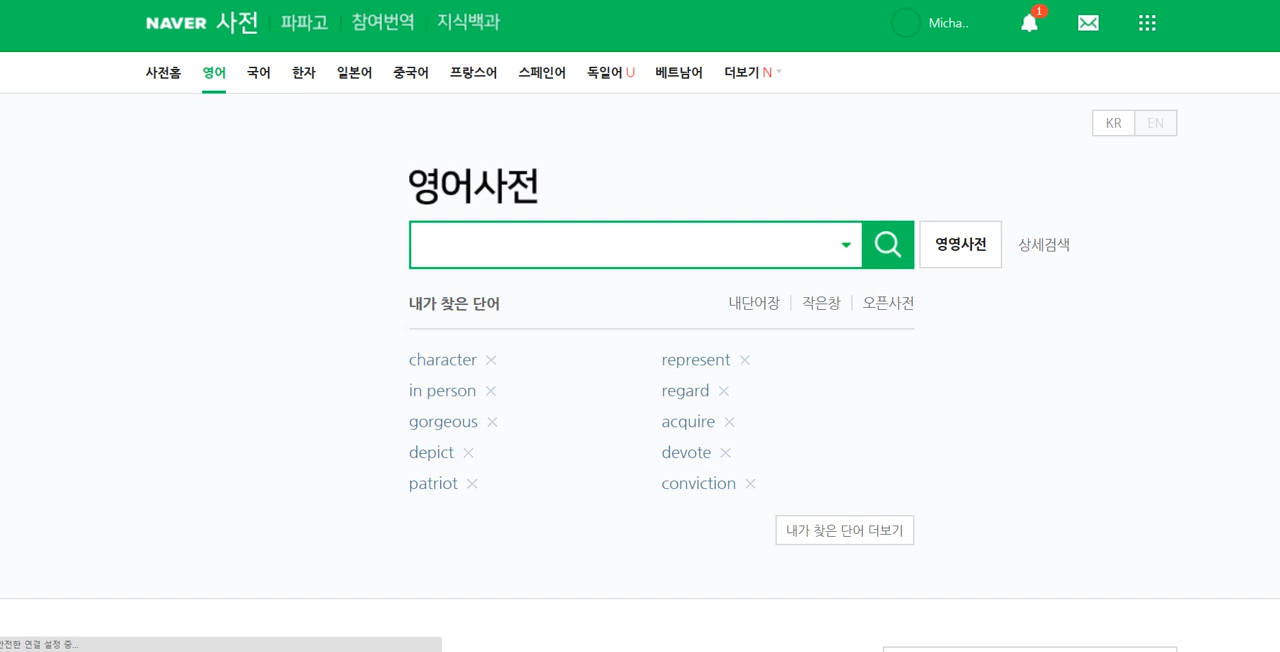 NAVER 사전 파파고 참여번역 지식백과 Micha.. 1
사전홈 영어 국어 한자 일본어 중국어 프랑스어 스페인어 독일어 U 베트남어 더보기 N
KR EN
영어사전
영영사전 상세검색
내가 찾은 단어 내단어장 작은창 오픈사전
character represent
in person regard
gorgeous acquire
depict devote
patriot conviction
내가 찾은 단어 더보기
연결 설정 중...